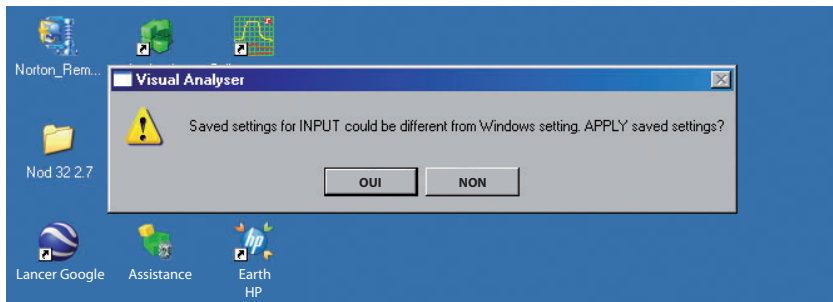 Norton_Rem...
Visual Analyser
Saved settings for INPUT could be different from Windows setting. APPLY saved settings?
OUI
NON
Nod 32 2.7
Lancer Google
Assistance
Earth
HP
hp